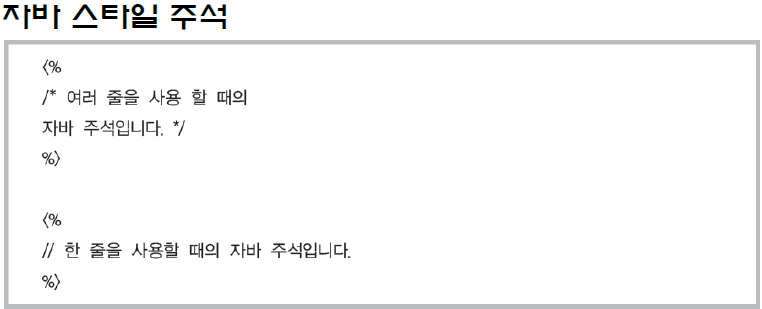 자바 스타일 주석
<%
/* 여러 줄을 사용 할 때의
자바 주석입니다. */
%>
<%
// 한 줄을 사용할 때의 자바 주석입니다.
%>